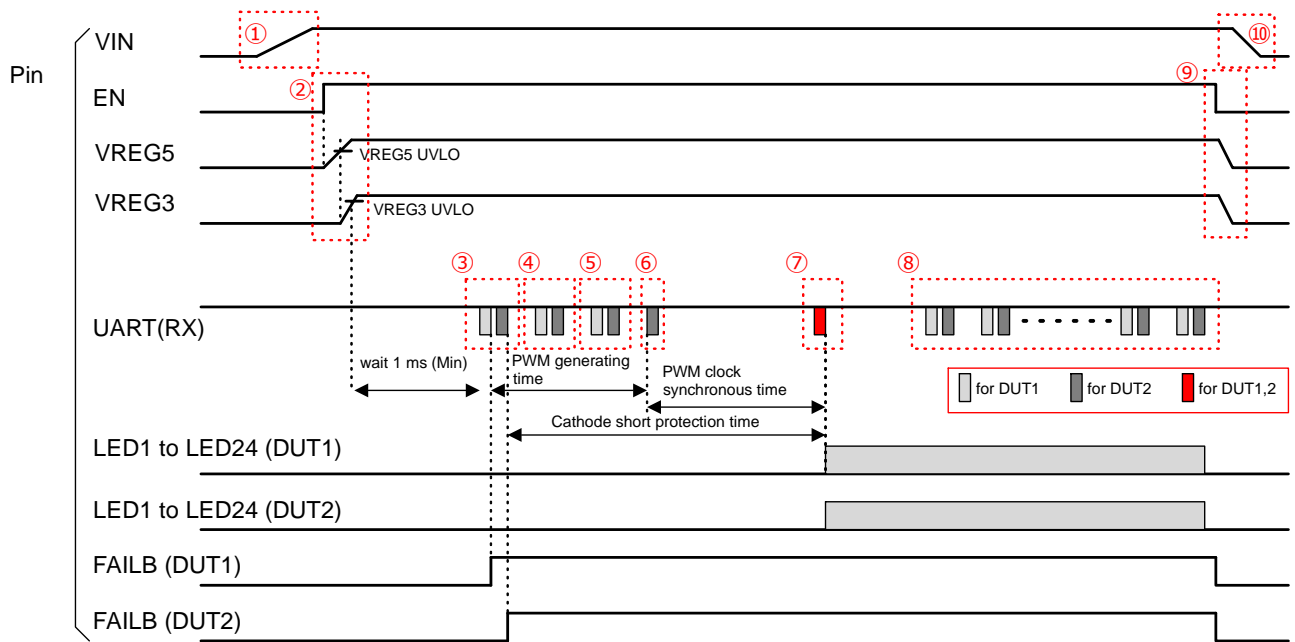 Pin
VIN
①
⑩
EN
②
⑨
VREG5
VREG5 UVLO
VREG3
VREG3 UVLO
③
④
⑤
⑥
⑦
⑧
UART(RX)
wait 1 ms (Min)
PWM generating
time
PWM clock
synchronous time
for DUT1
for DUT2
for DUT1,2
Cathode short protection time
LED1 to LED24 (DUT1)
LED1 to LED24 (DUT2)
FAILB (DUT1)
FAILB (DUT2)